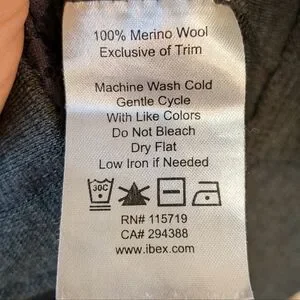 100% Merino Wool
Exclusive of Trim
Machine Wash Cold
Gentle Cycle
With Like Colors
Do Not Bleach
Dry Flat
Low Iron if Needed
30C
RN# 115719
CA# 294388
www.ibex.com